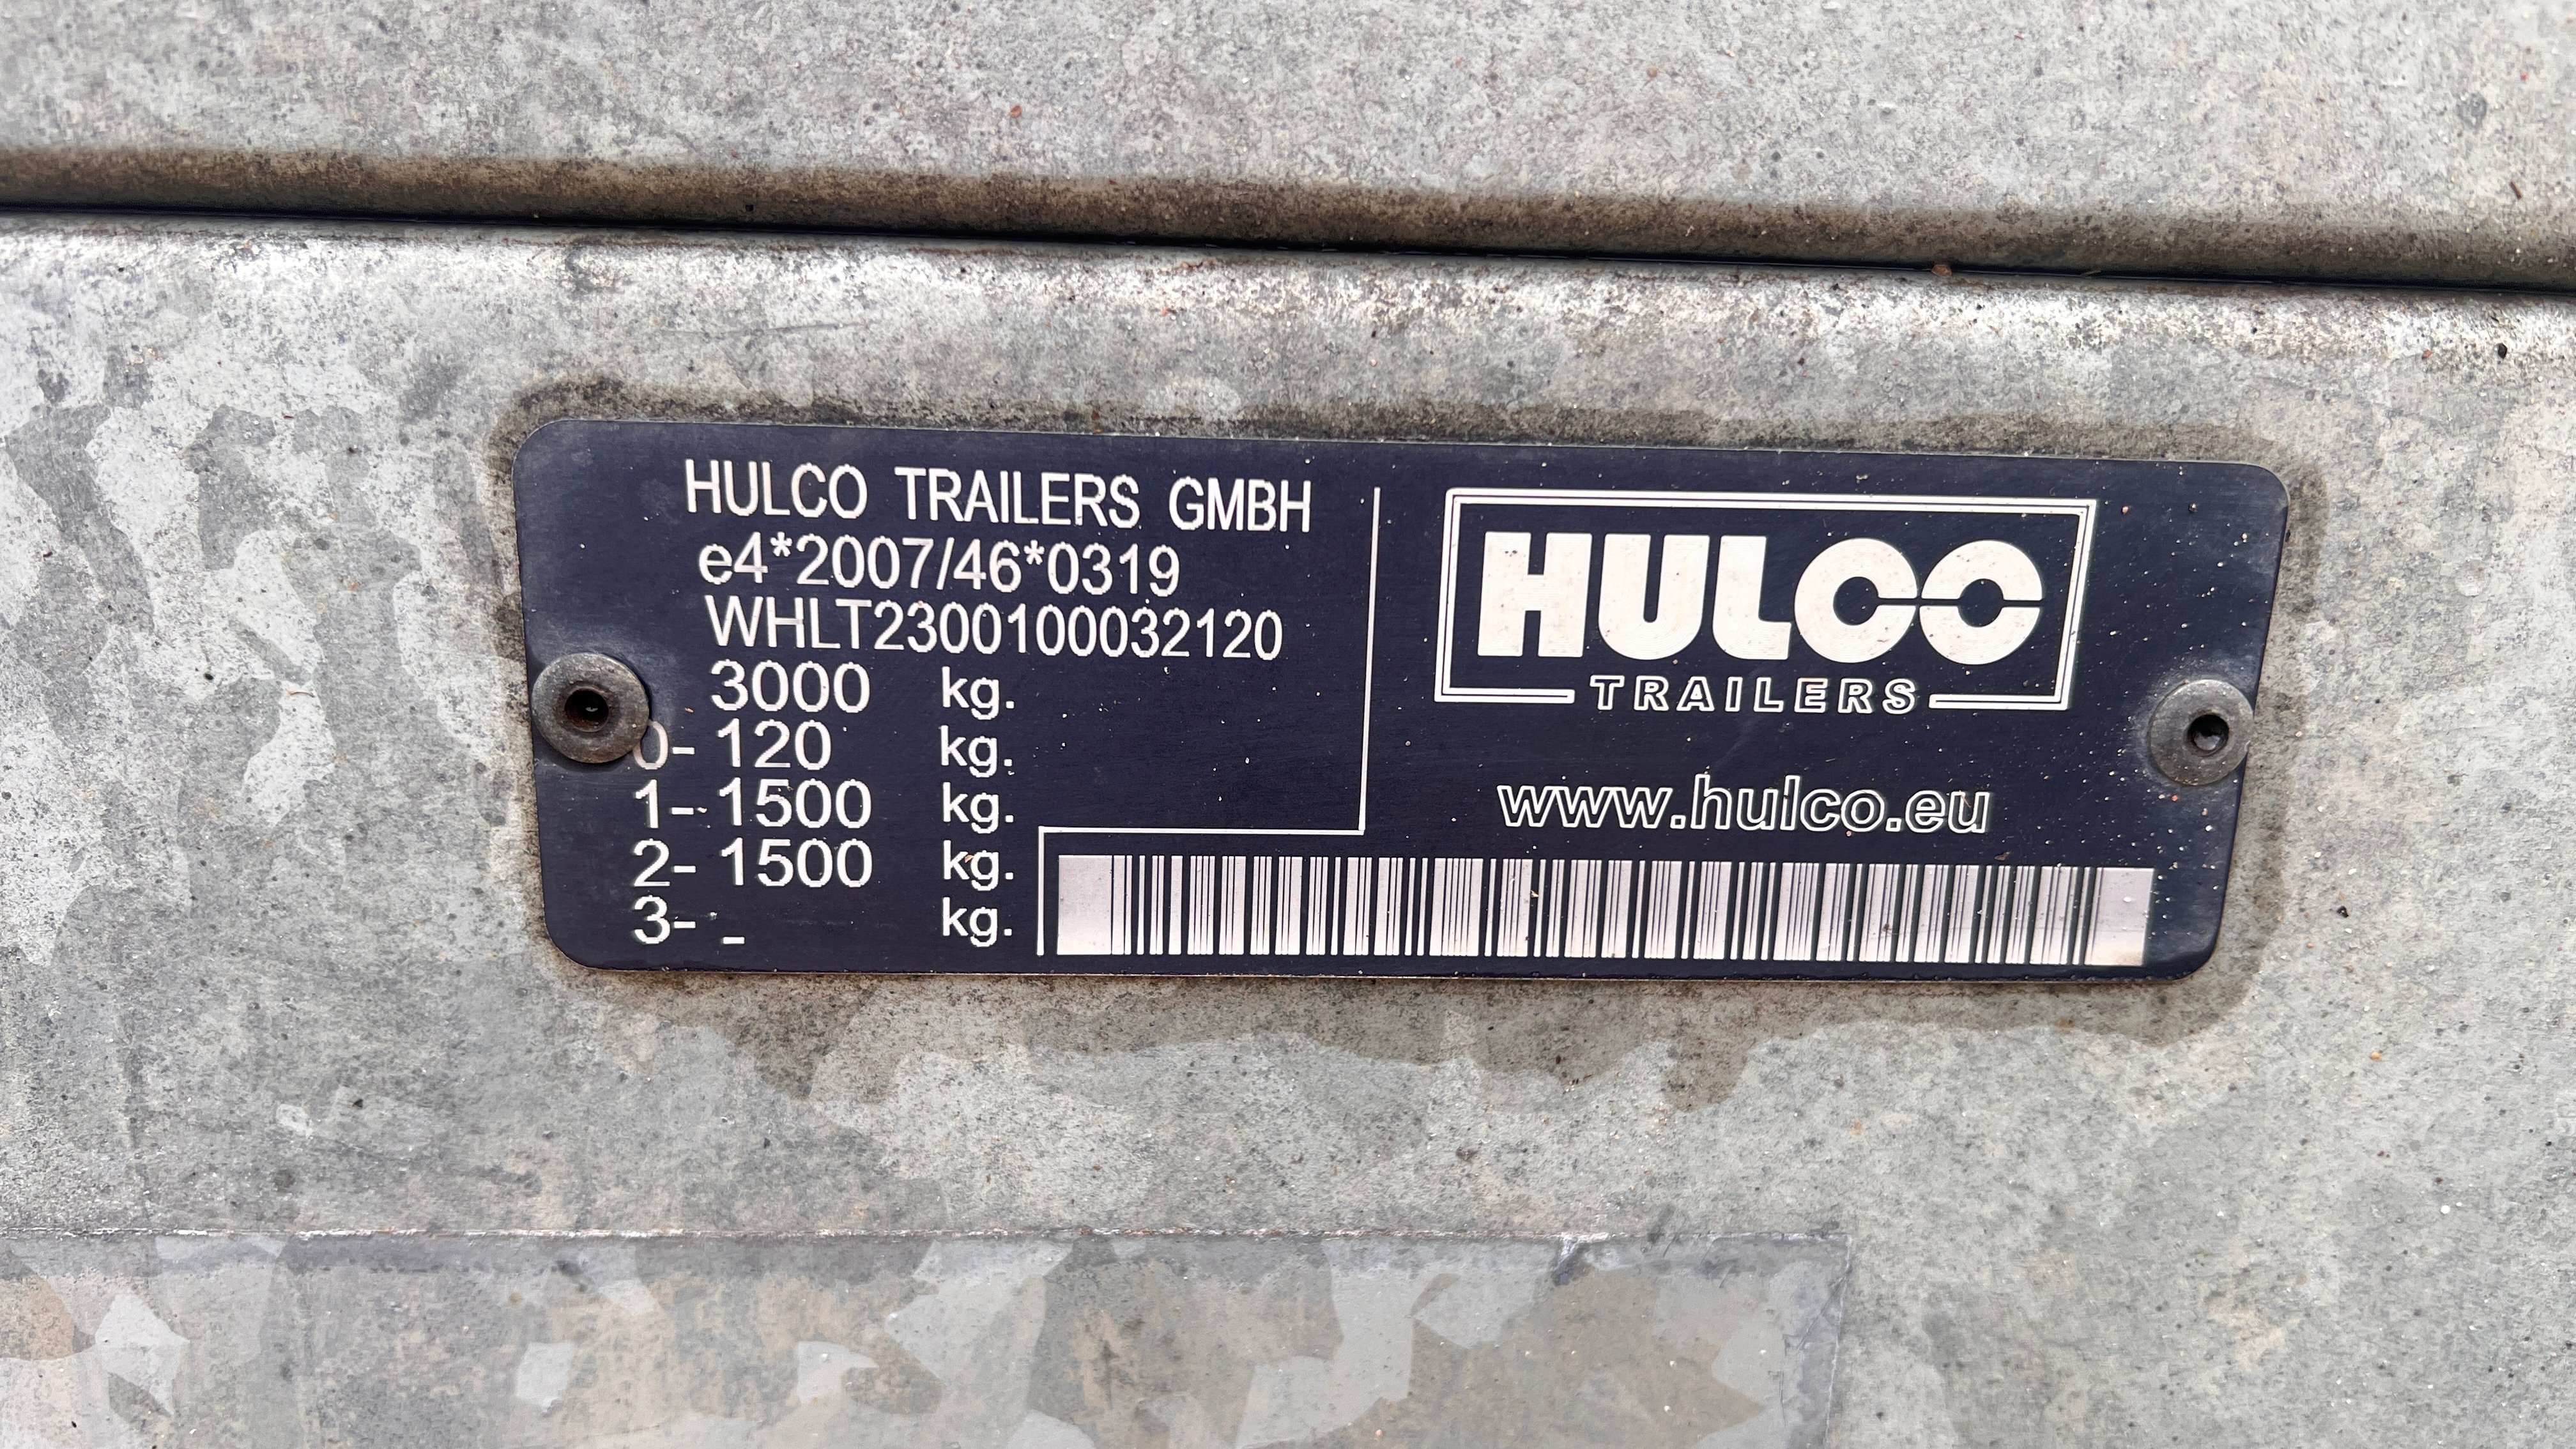 HULCO TRAILERS GMBH
e4*2007/46*0319
WHLT2300100032120
3000 kg.
0- 120 kg.
1- 1500 kg.
2- 1500 kg.
3- - kg.
HULCO
TRAILERS
www.hulco.eu